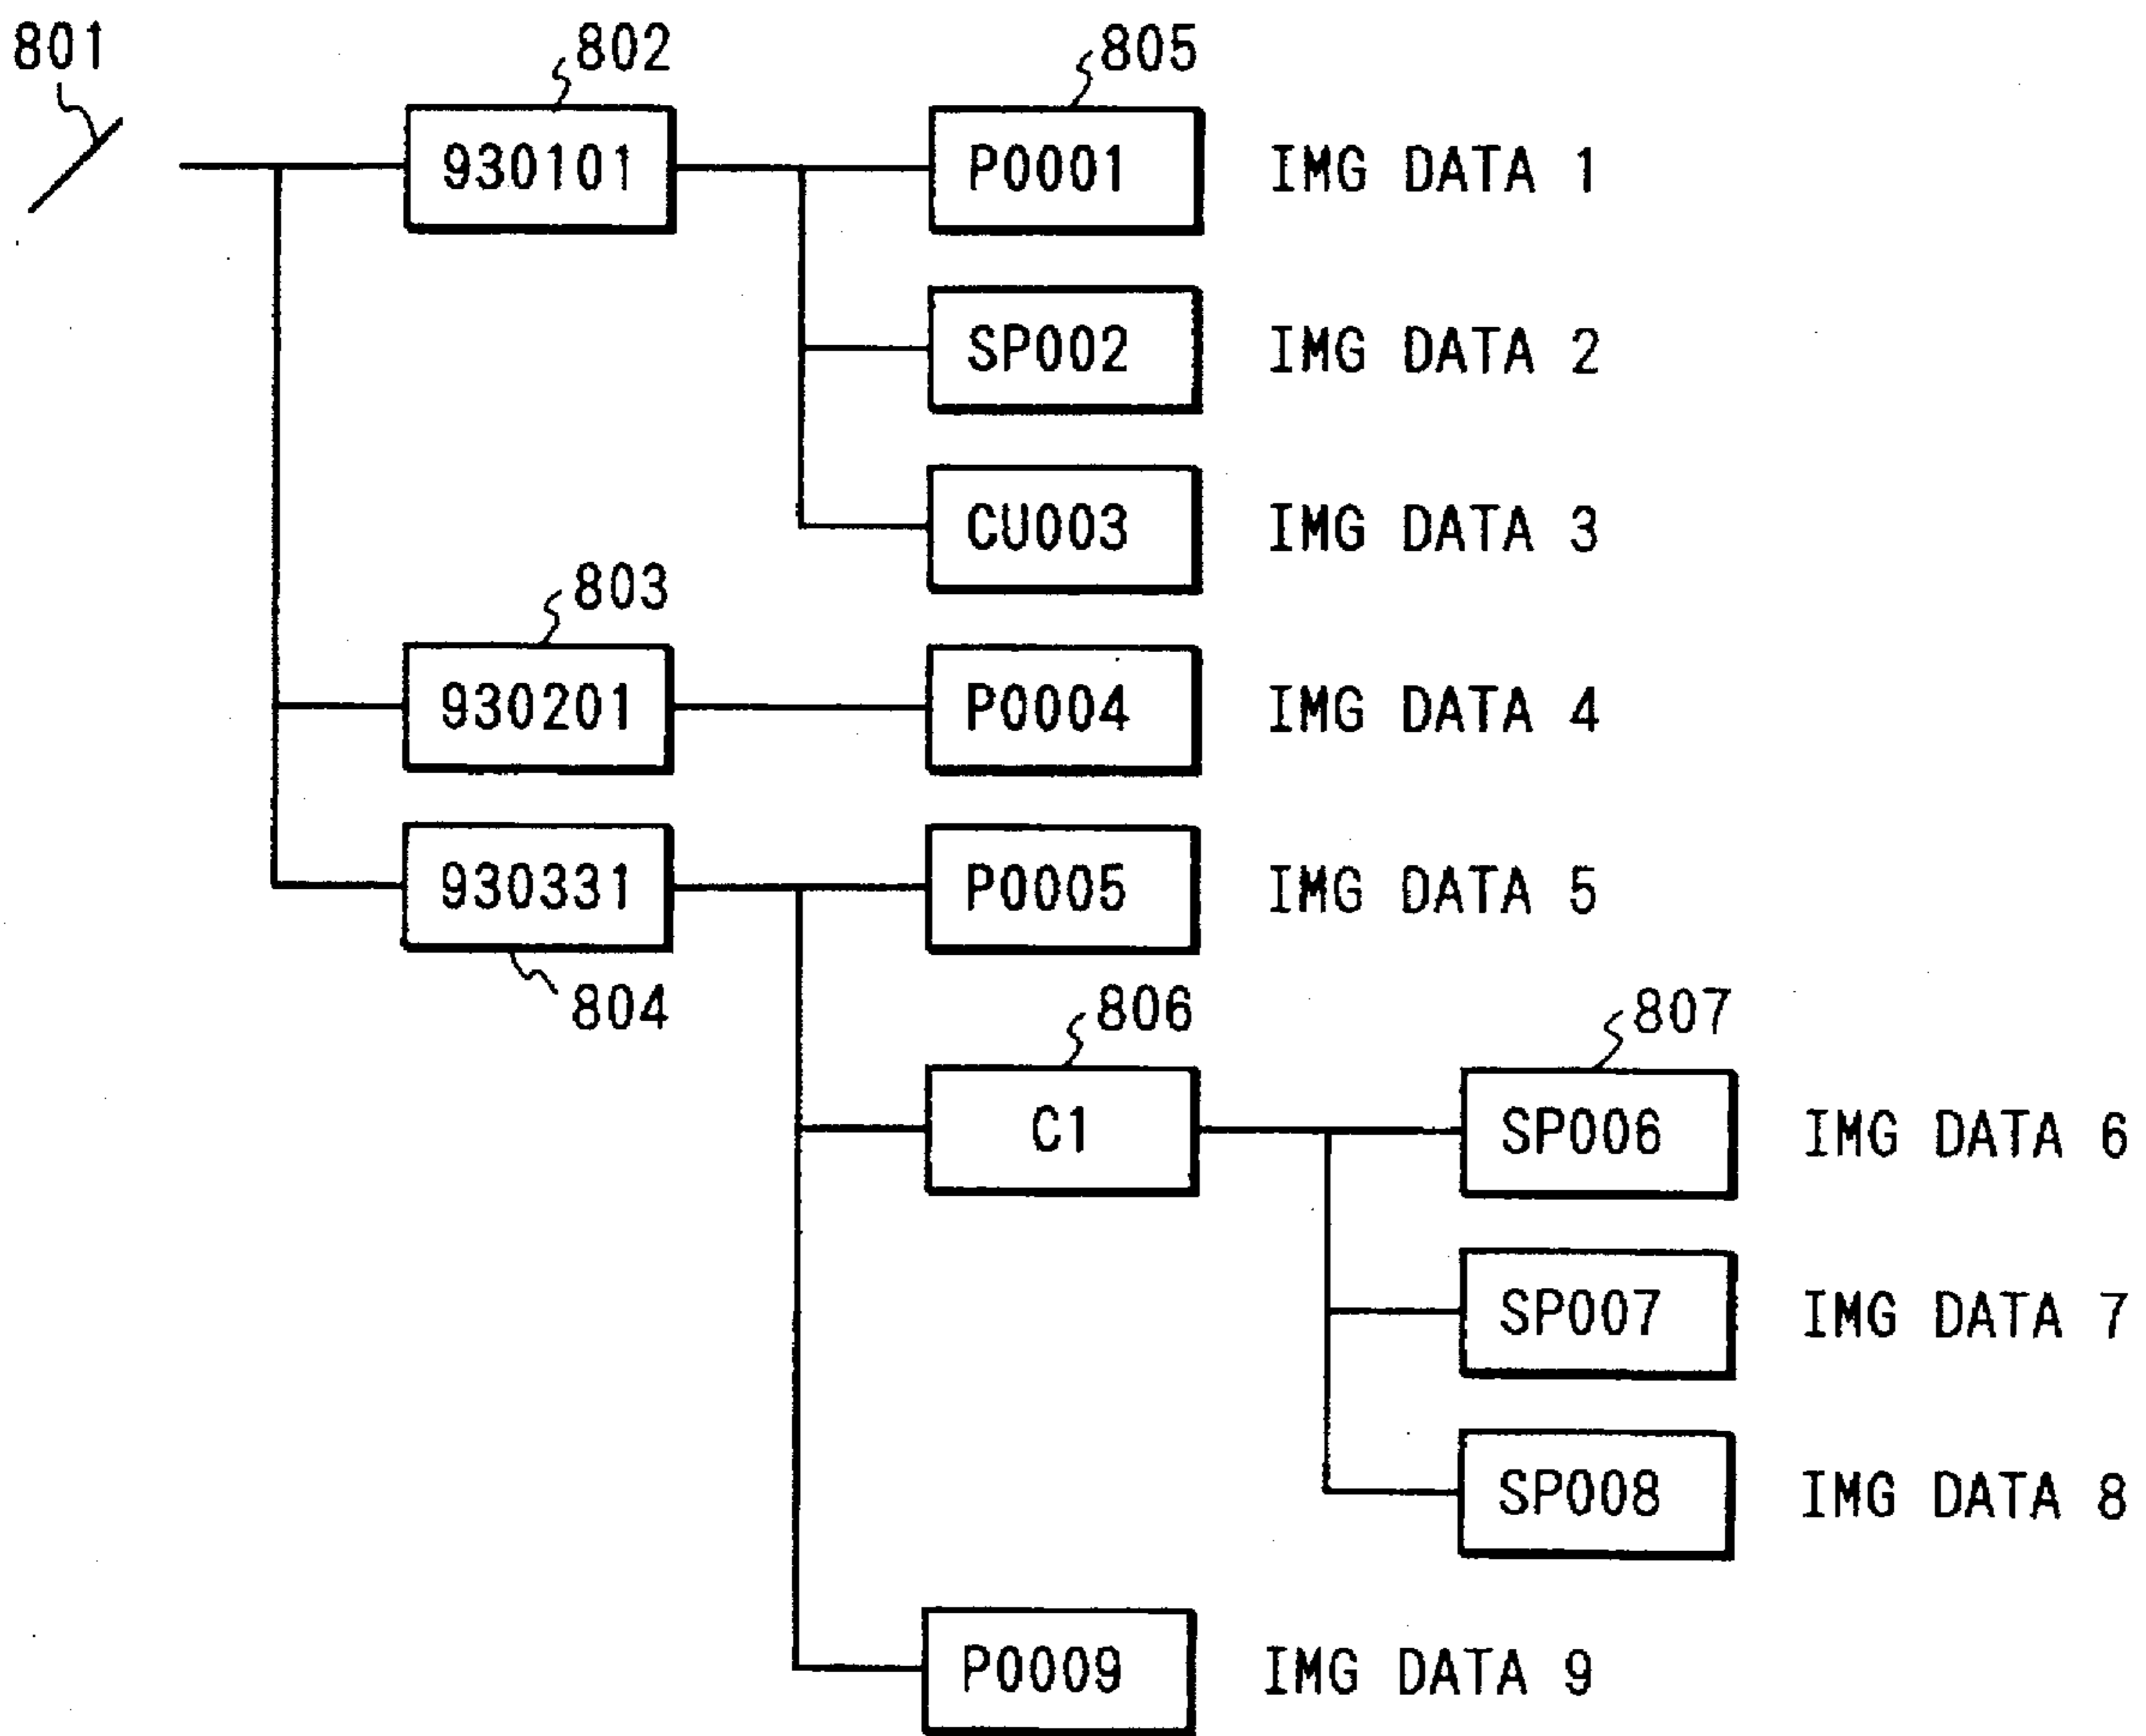 801 802 805
930101 P0001 IMG DATA 1
SP002 IMG DATA 2
CU003 IMG DATA 3
803
930201 P0004 IMG DATA 4
930331 P0005 IMG DATA 5
804 806 807
C1 SP006 IMG DATA 6
SP007 IMG DATA 7
SP008 IMG DATA 8
P0009 IMG DATA 9